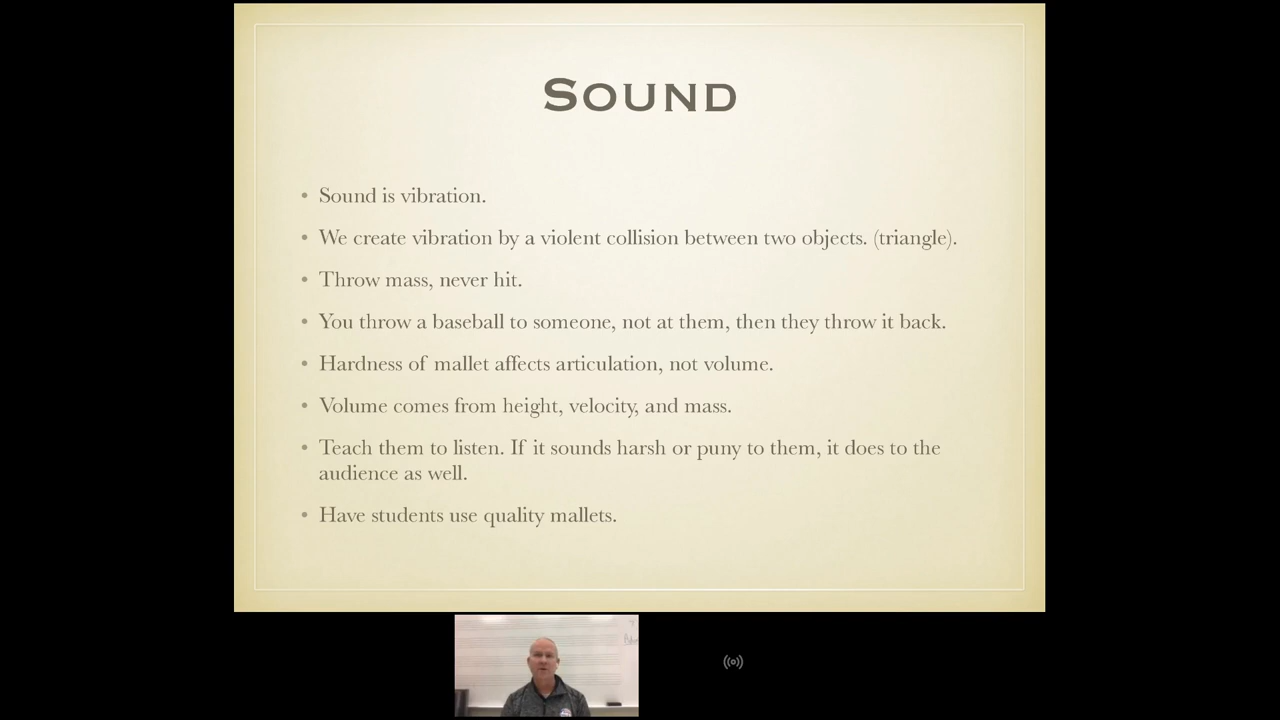 SOUND
• Sound is vibration.
• We create vibration by a violent collision between two objects. (triangle).
• Throw mass, never hit.
• You throw a baseball to someone, not at them, then they throw it back.
• Hardness of mallet affects articulation, not volume.
• Volume comes from height, velocity, and mass.
• Teach them to listen. If it sounds harsh or puny to them, it does to the
audience as well.
• Have students use quality mallets.